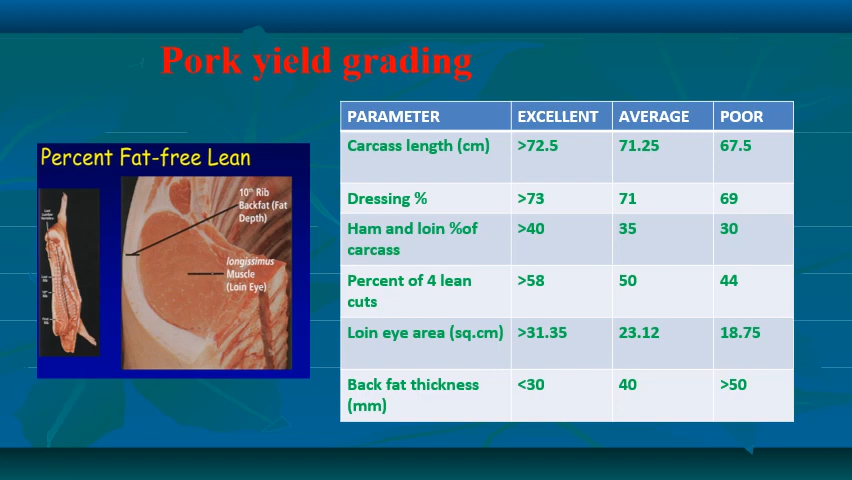 Pork yield grading
Percent Fat-free Lean
10th Rib
Backfat (Fat
Depth)
longissimus
Muscle
(Loin Eye)
PARAMETER EXCELLENT AVERAGE POOR
Carcass length (cm) >72.5 71.25 67.5
Dressing % >73 71 69
Ham and loin %of
carcass >40 35 30
Percent of 4 lean
cuts >58 50 44
Loin eye area (sq.cm) >31.35 23.12 18.75
Back fat thickness
(mm) <30 40 >50